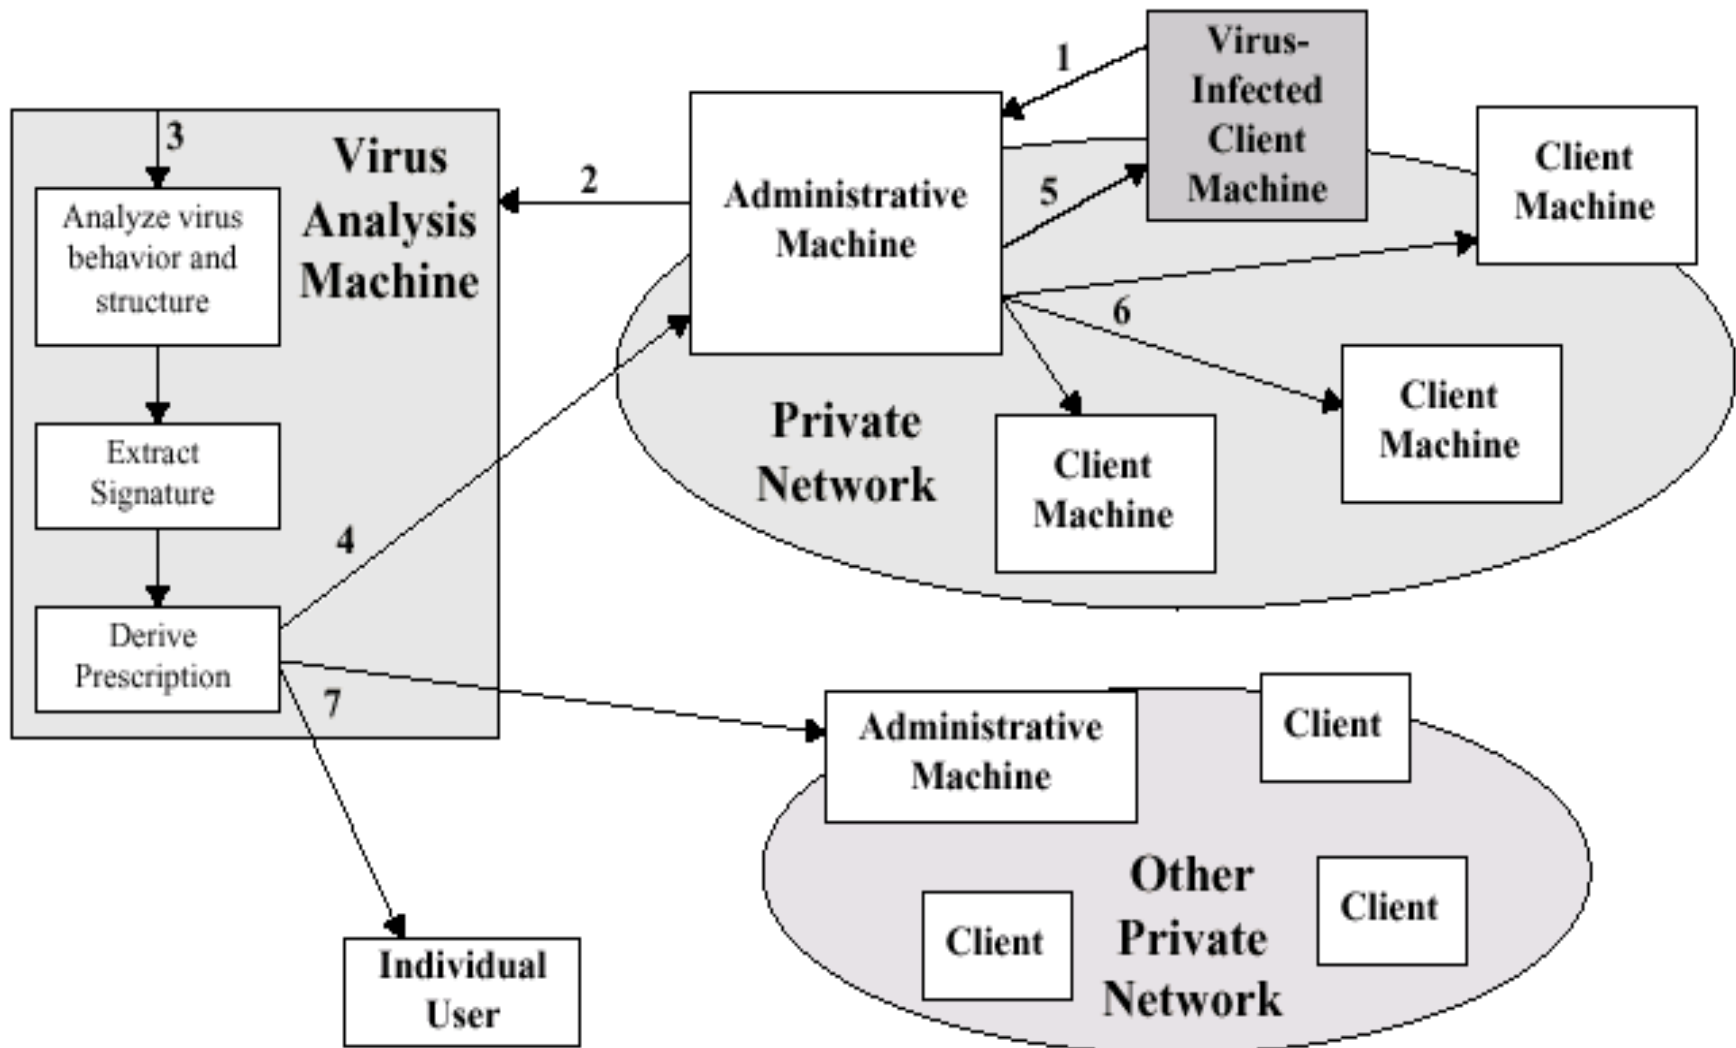 1
Virus-
Infected
Client
Machine
3
Virus
Analysis
Machine
2
Administrative
Machine
5
Client
Machine
Analyze virus
behavior and
structure
6
Client
Machine
Private
Network
Client
Machine
Extract
Signature
4
Derive
Prescription
7
Administrative
Machine
Client
Other
Private
Network
Client
Client
Individual
User